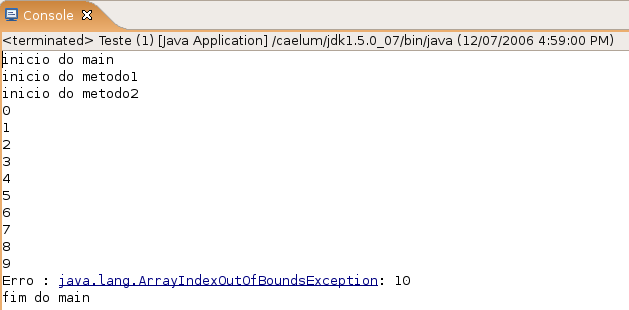 Console
<terminated> Teste (1) [Java Application] /caelum/jdk1.5.0_07/bin/java (12/07/2006 4:59:00 PM)
inicio do main
inicio do metodo1
inicio do metodo2
0
1
2
3
4
5
6
7
8
9
Erro : java.lang.ArrayIndexOutOfBoundsException: 10
fim do main